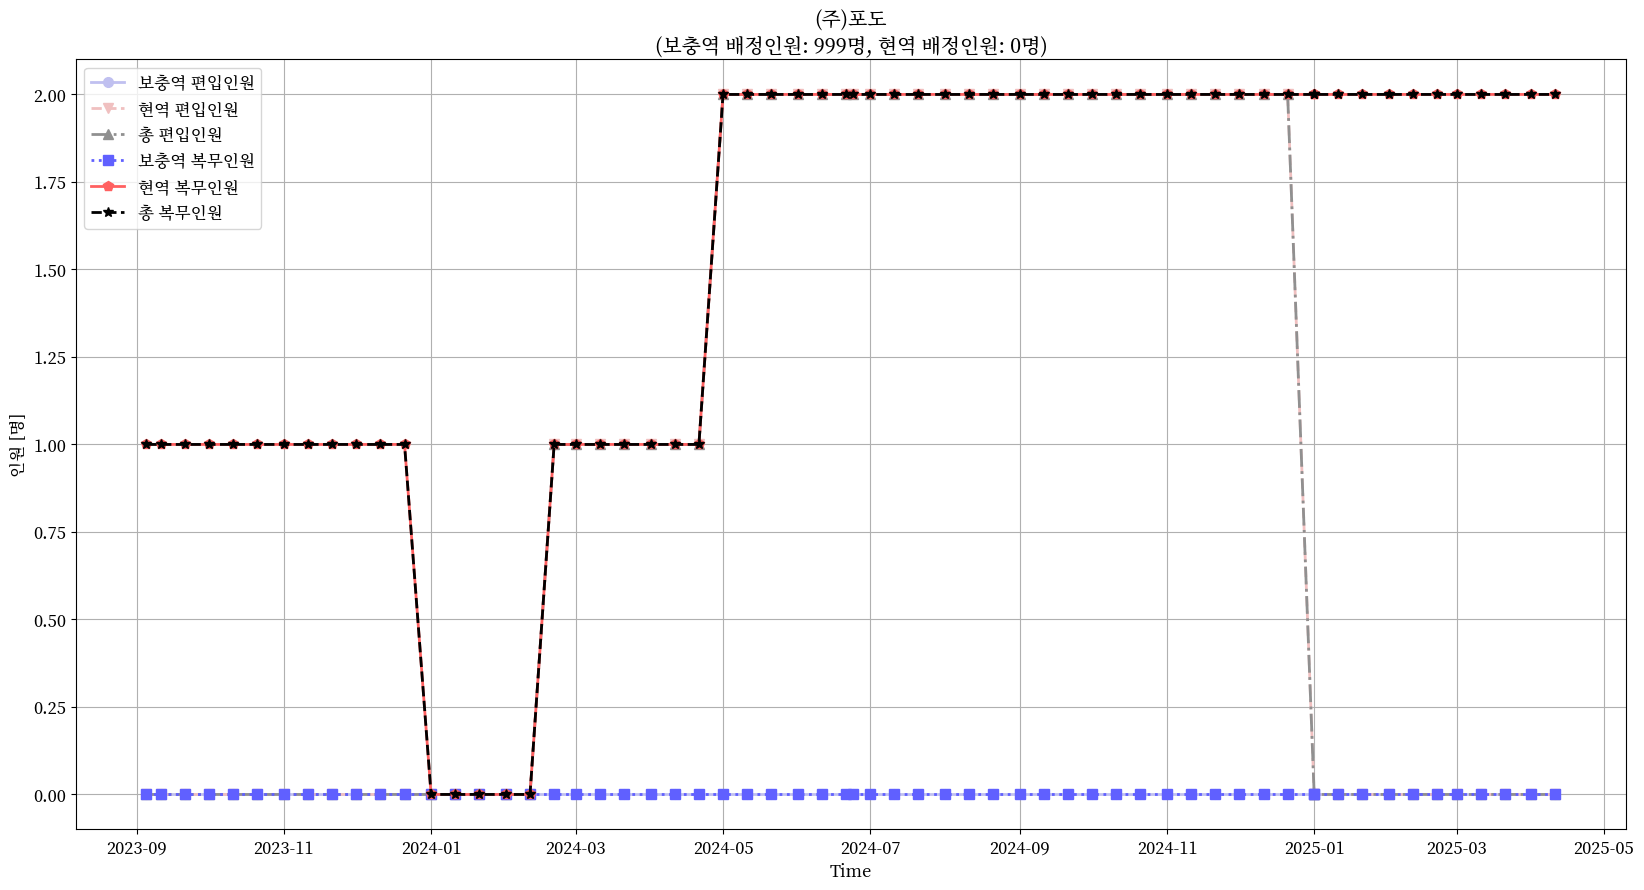 (주)포도
(보충역 배정인원: 999명, 현역 배정인원: 0명)
보충역 편입인원
현역 편입인원
총 편입인원
보충역 복무인원
현역 복무인원
총 복무인원
2.00
1.75
1.50
1.25
1.00
0.75
0.50
0.25
0.00
인원 [명]
2023-09 2023-11 2024-01 2024-03 2024-05 2024-07 2024-09 2024-11 2025-01 2025-03 2025-05
Time